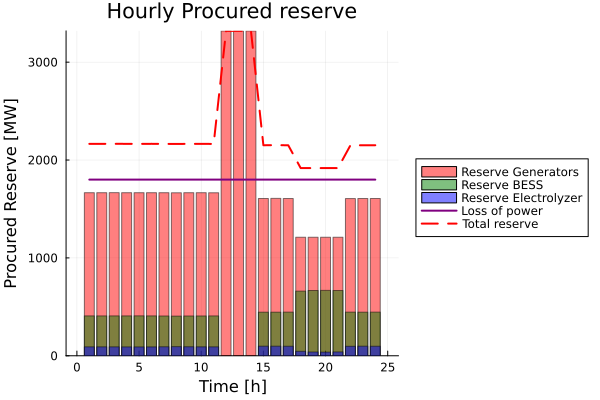 Hourly Procured reserve
Procured Reserve [MW]
3000
2000
1000
0
0 5 10 15 20 25
Time [h]
Reserve Generators
Reserve BESS
Reserve Electrolyzer
Loss of power
Total reserve